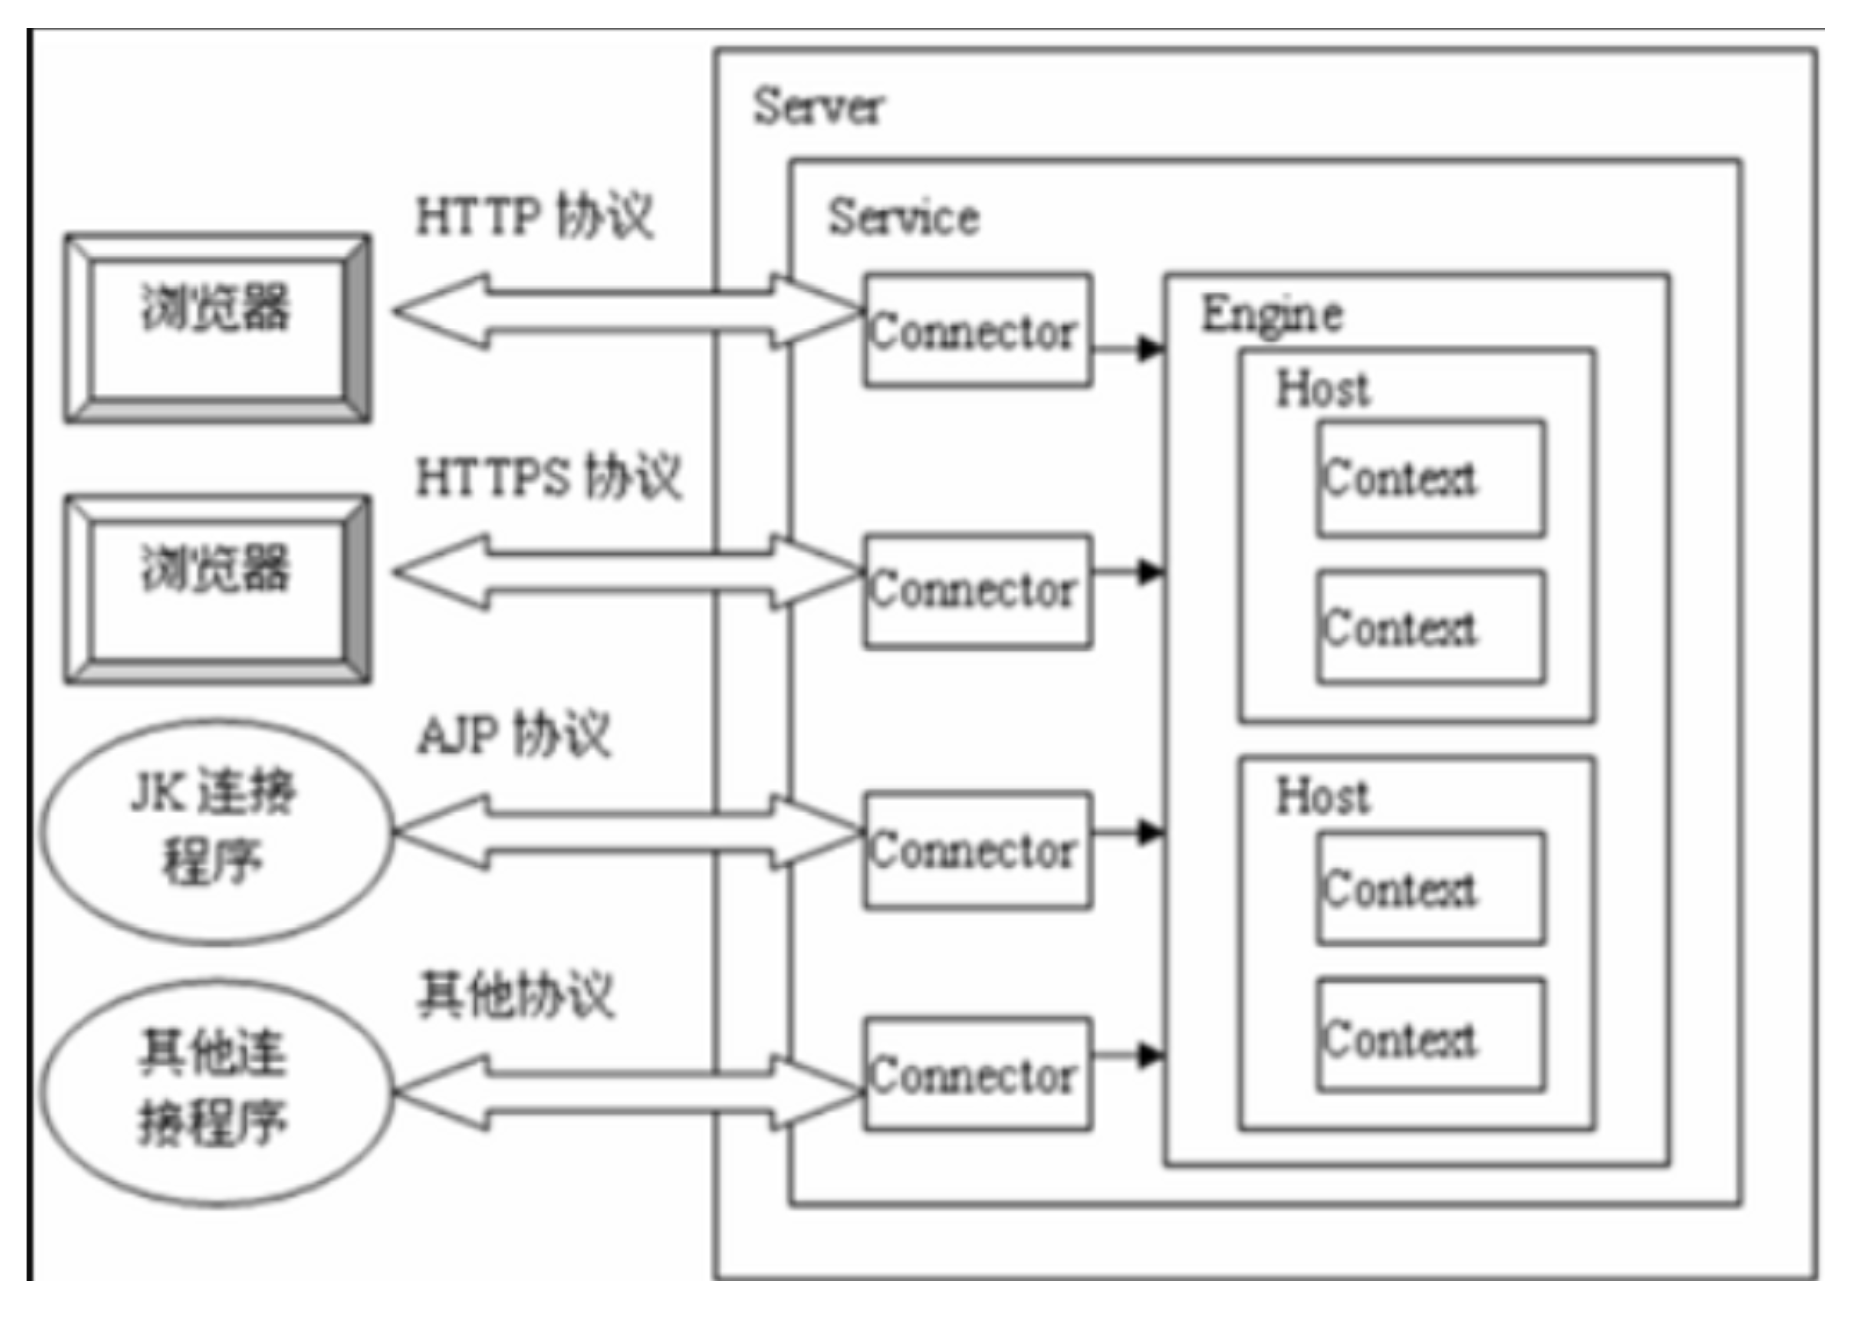 Server
Service
HTTP 协议
浏览器
Connector
Engine
Host
Context
Context
HTTPS 协议
浏览器
Connector
AJP 协议
JK 连接
程序
Connector
Host
Context
Context
其他协议
其他连
接程序
Connector